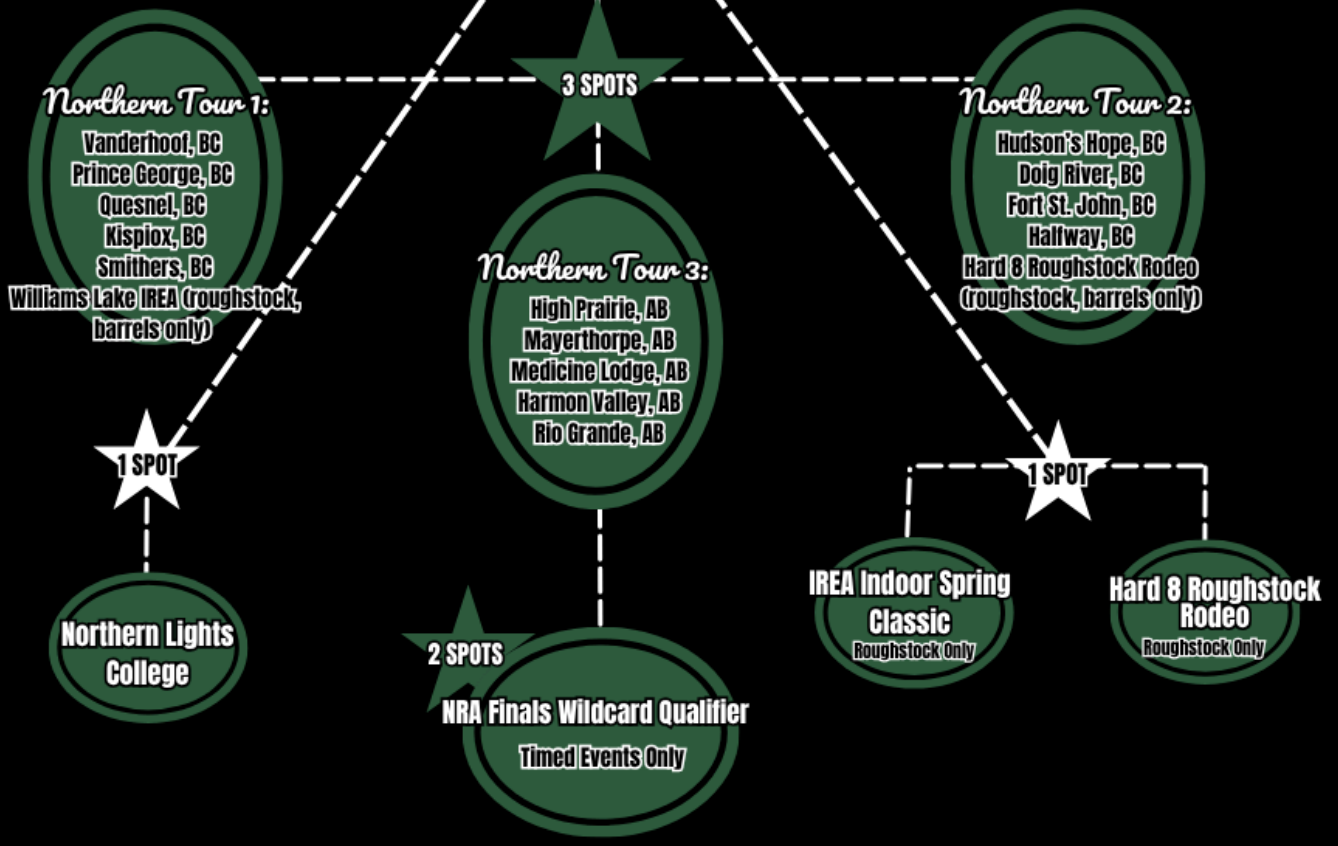 3 SPOTS
Northern Tour 1:
Vanderhoof, BC
Prince George, BC
Quesnel, BC
Kispiox, BC
Smithers, BC
Williams Lake IREA (roughstock,
barrels only)
Northern Tour 2:
Hudson's Hope, BC
Doig River, BC
Fort St. John, BC
Halfway, BC
Hard 8 Roughstock Rodeo
(roughstock, barrels only)
Northern Tour 3:
High Prairie, AB
Mayerthorpe, AB
Medicine Lodge, AB
Harmon Valley, AB
Rio Grande, AB
1 SPOT
Northern Lights
College
2 SPOTS
NRA Finals Wildcard Qualifier
Timed Events Only
1 SPOT
IREA Indoor Spring
Classic
Roughstock Only
Hard 8 Roughstock
Rodeo
Roughstock Only